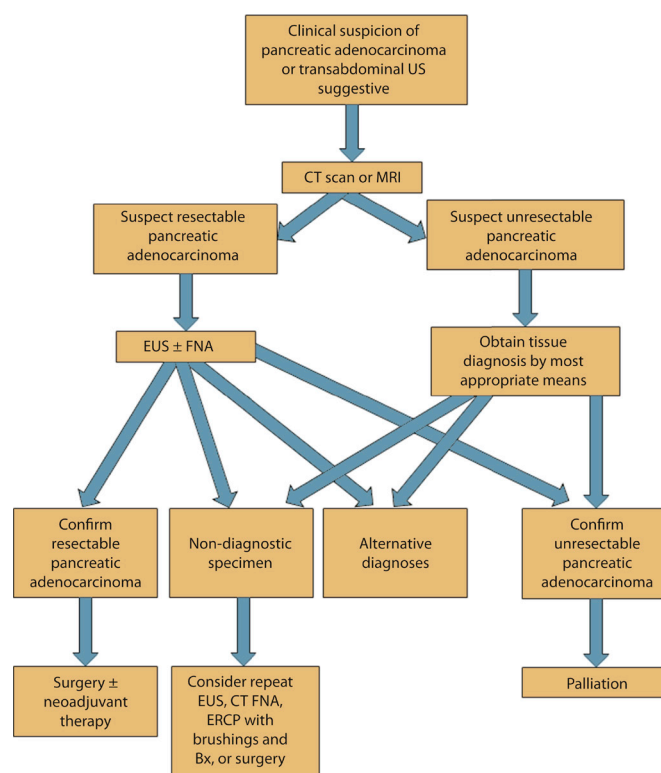 Clinical suspicion of
pancreatic adenocarcinoma
or transabdominal US
suggestive
CT scan or MRI
Suspect resectable
pancreatic
adenocarcinoma
Suspect unresectable
pancreatic
adenocarcinoma
EUS ± FNA
Obtain tissue
diagnosis by most
appropriate means
Confirm
resectable
pancreatic
adenocarcinoma
Non-diagnostic
specimen
Alternative
diagnoses
Confirm
unresectable
pancreatic
adenocarcinoma
Surgery ±
neoadjuvant
therapy
Consider repeat
EUS, CT FNA,
ERCP with
brushings and
Bx, or surgery
Palliation